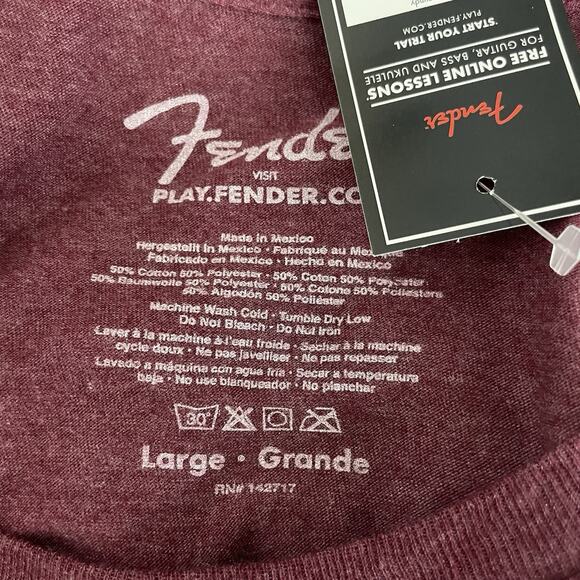 Fender
VISIT
PLAY.FENDER.CO
Made in Mexico
Hergestellt in Mexico • Fabriqué au Mexique
Fabricado en Mexico • Hecho en Mexico
50% Cotton 50% Polyester • 50% Coton 50% Polyester
50% Baumwolle 50% Polyester • 50% Cotone 50% Poliestere
50% Algodón 50% Poliéster
Machine Wash Cold • Tumble Dry Low
Do Not Bleach • Do Not Iron
Laver à la machine à l'eau froide • Sechar à la machine
cycle doux • Ne pas javelliser • Ne pas repasser
Lavado a máquina con agua fria • Secar a temperatura
baja • No use blanqueador • No planchar
30°
Large • Grande
RN# 142717
Fender
FREE ONLINE LESSONS*
FOR GUITAR, BASS AND UKULELE
*START YOUR TRIAL
PLAY.FENDER.COM